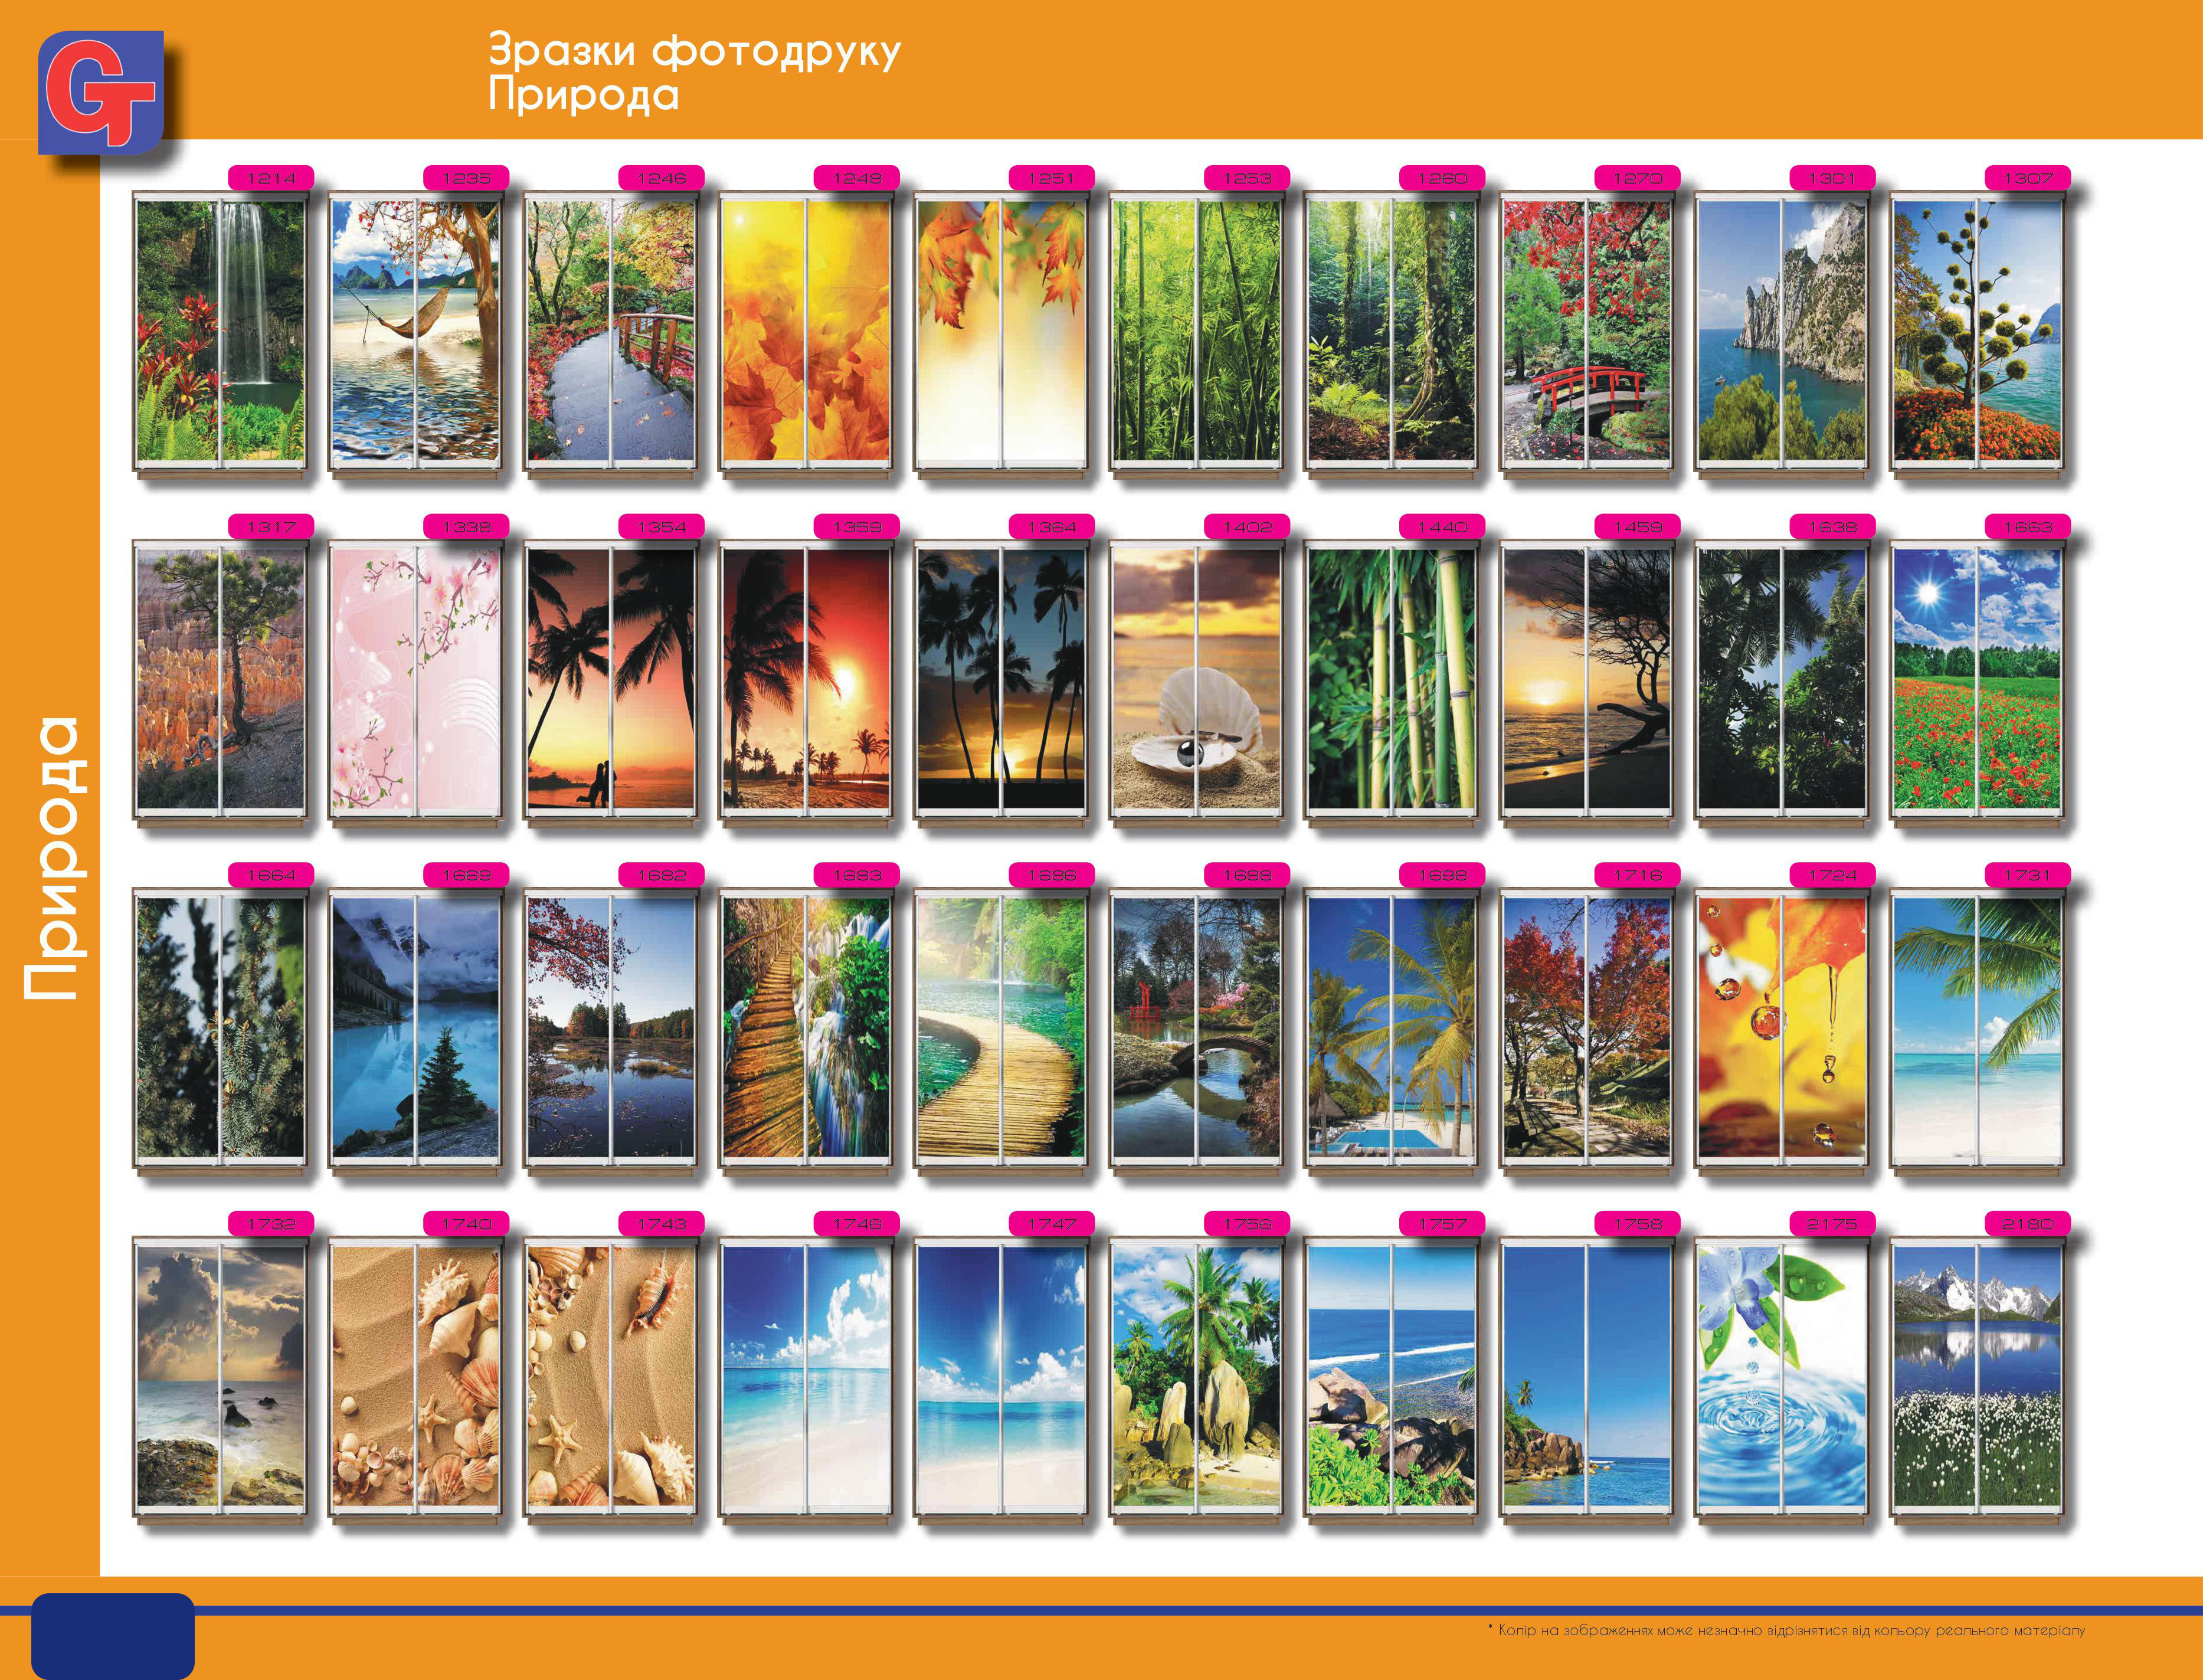 GT
Зразки фотодруку
Природа
1214 1235 1246 1248 1251 1253 1260 1270 1301 1307
1317 1338 1354 1359 1364 1402 1440 1459 1638 1663
Природа
1664 1669 1682 1683 1686 1688 1698 1716 1724 1731
1732 1740 1743 1746 1747 1756 1757 1758 2175 2180
* Колір на зображеннях може незначно відрізнятися від кольору реального матеріалу